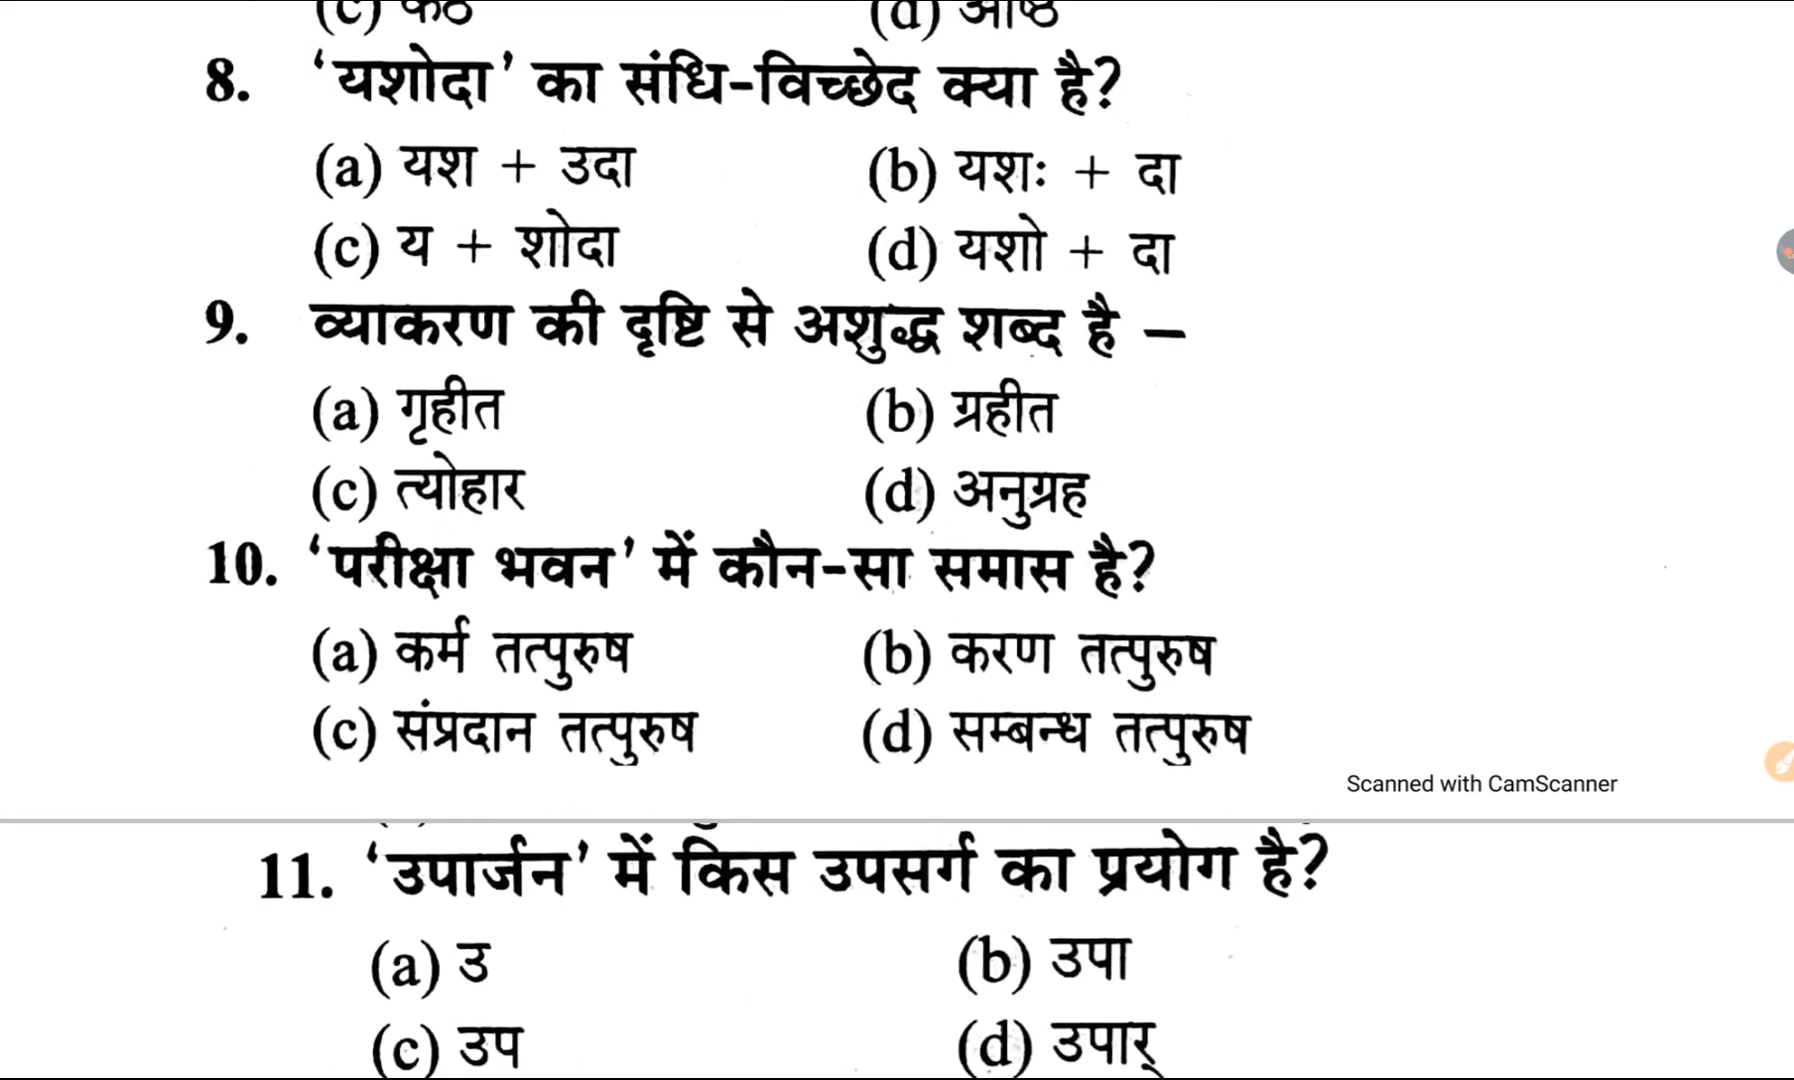 (c) कंठ (d) ओष्ठ
8. ‘यशोदा’ का संधि-विच्छेद क्या है?
(a) यश + उदा (b) यशः + दा
(c) य + शोदा (d) यशो + दा
9. व्याकरण की दृष्टि से अशुद्ध शब्द है –
(a) गृहीत (b) ग्रहीत
(c) त्योहार (d) अनुग्रह
10. ‘परीक्षा भवन’ में कौन-सा समास है?
(a) कर्म तत्पुरुष (b) करण तत्पुरुष
(c) संप्रदान तत्पुरुष (d) सम्बन्ध तत्पुरुष
Scanned with CamScanner
11. ‘उपार्जन’ में किस उपसर्ग का प्रयोग है?
(a) उ (b) उपा
(c) उप (d) उपार्